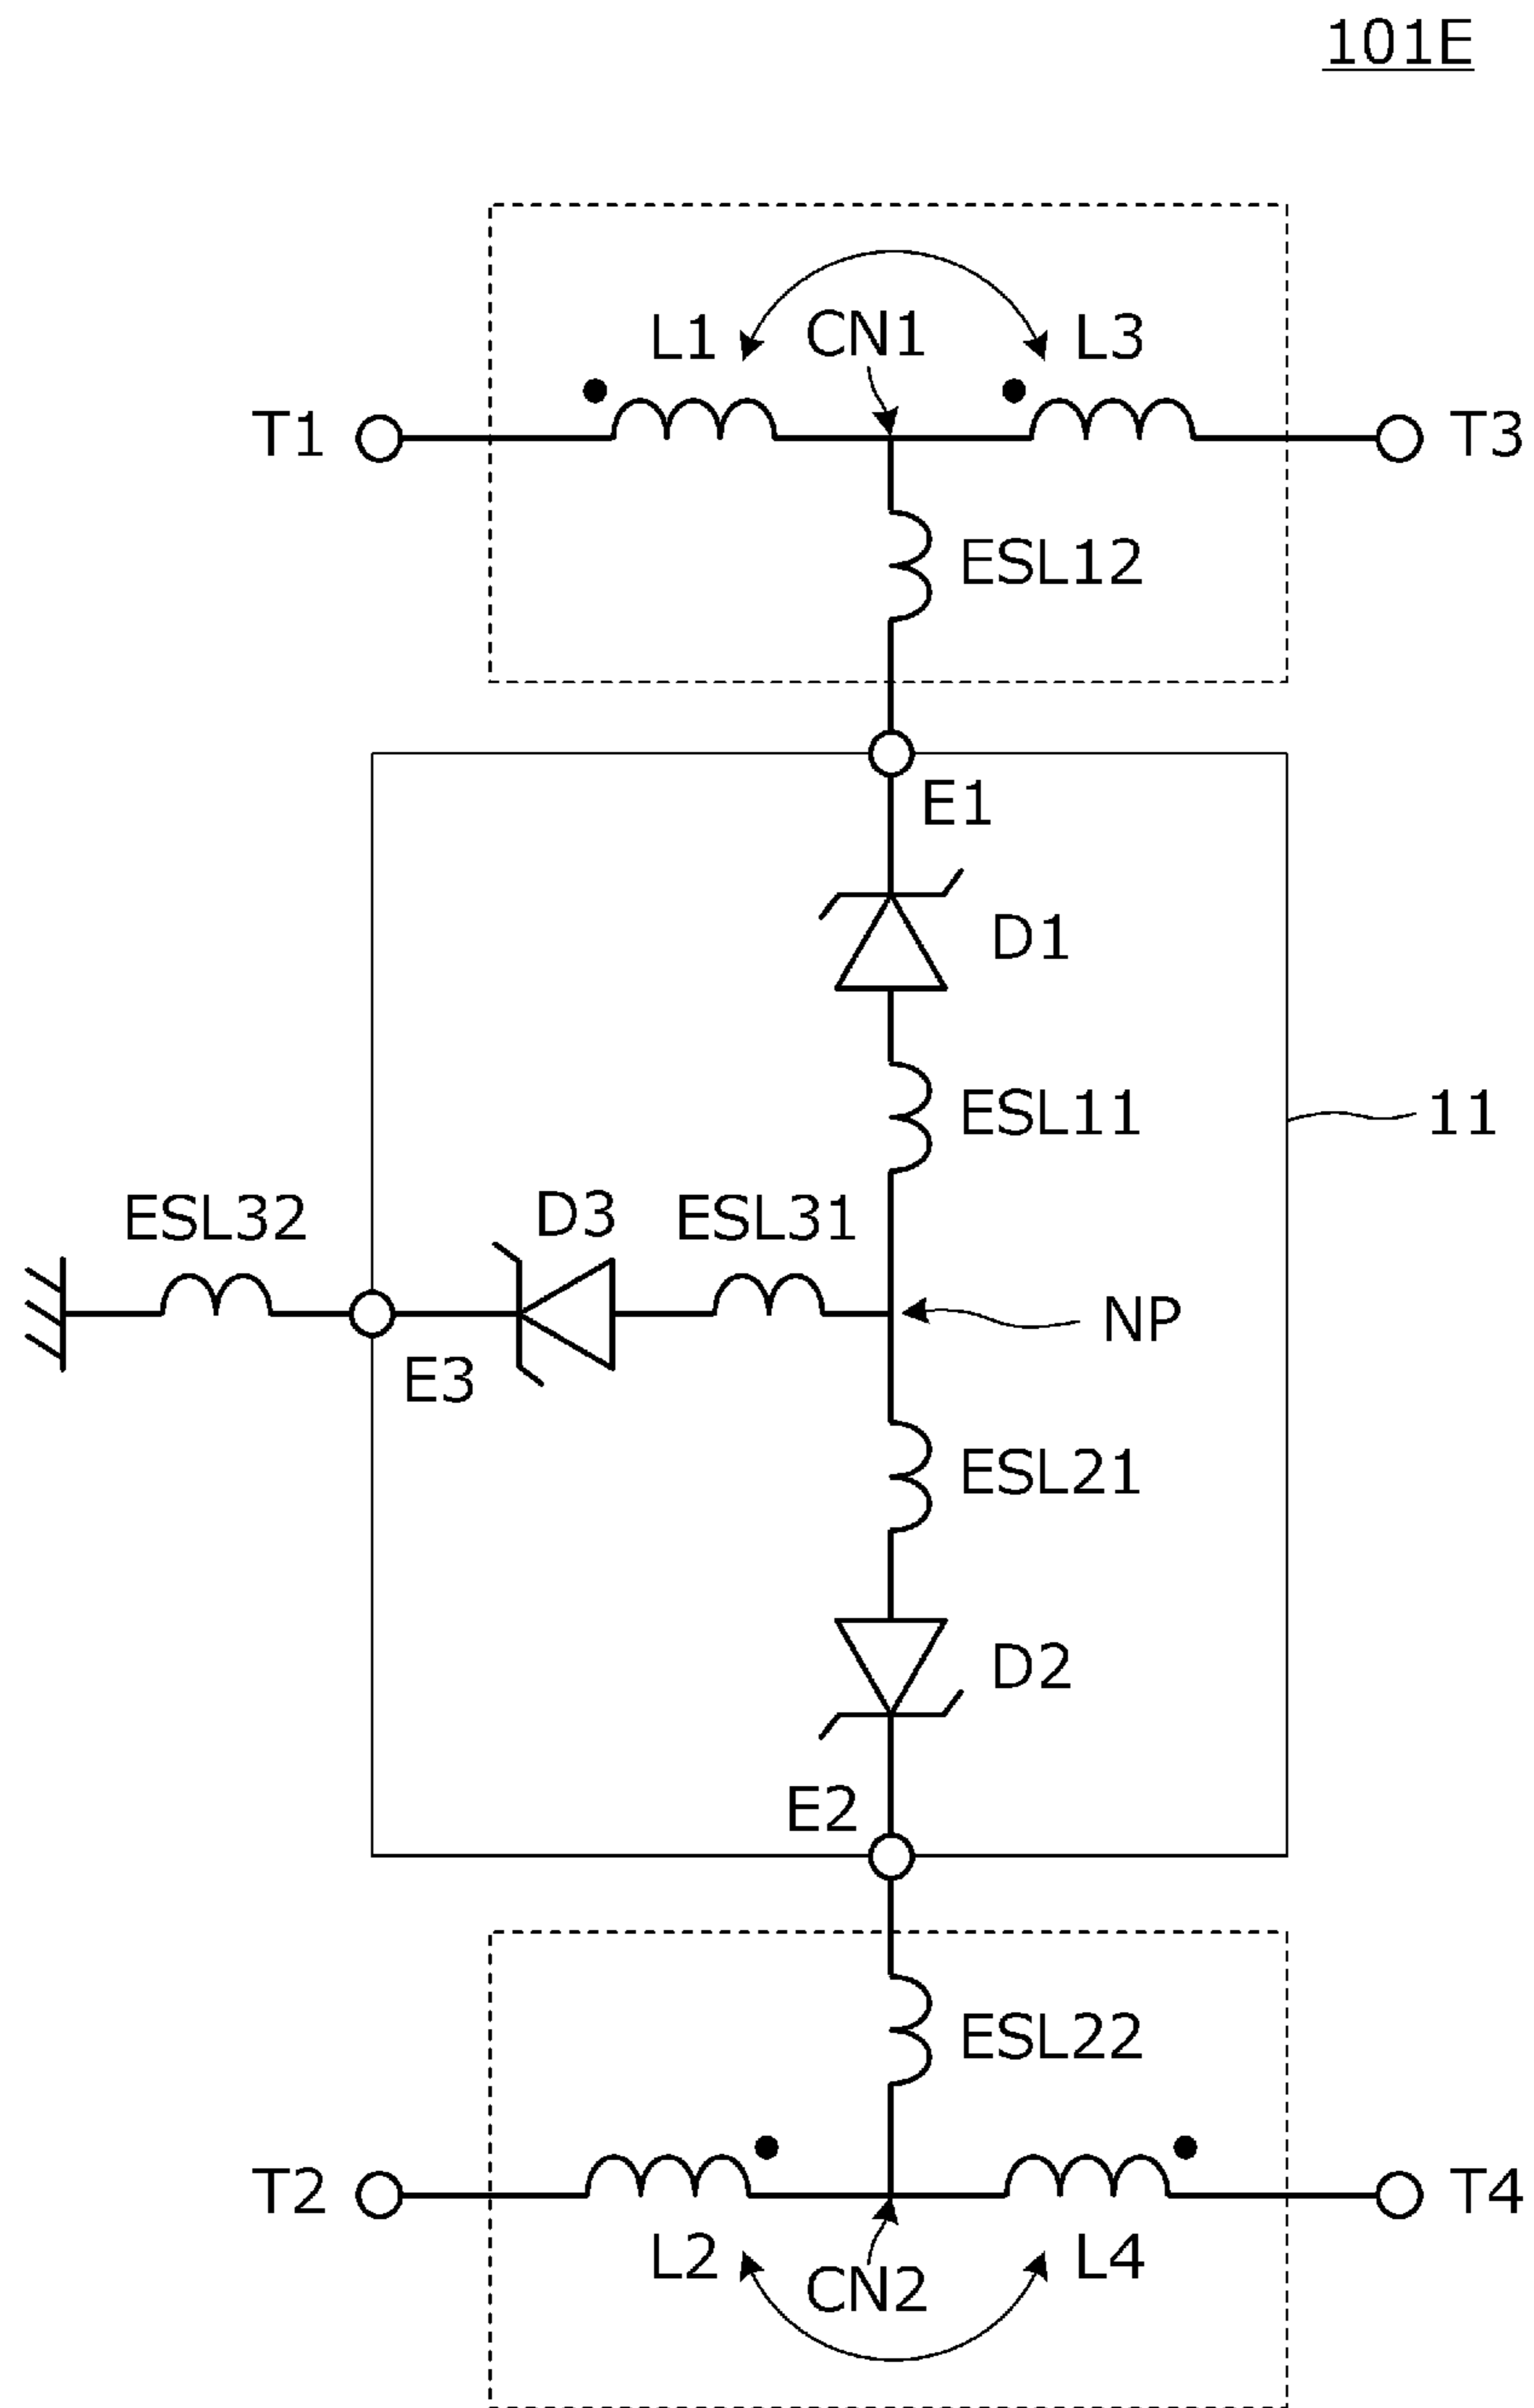 101E
L1 CN1 L3
T1 T3
ESL12
E1
D1
ESL11 11
ESL32 D3 ESL31
NP
E3
ESL21
D2
E2
ESL22
T2 T4
L2 CN2 L4